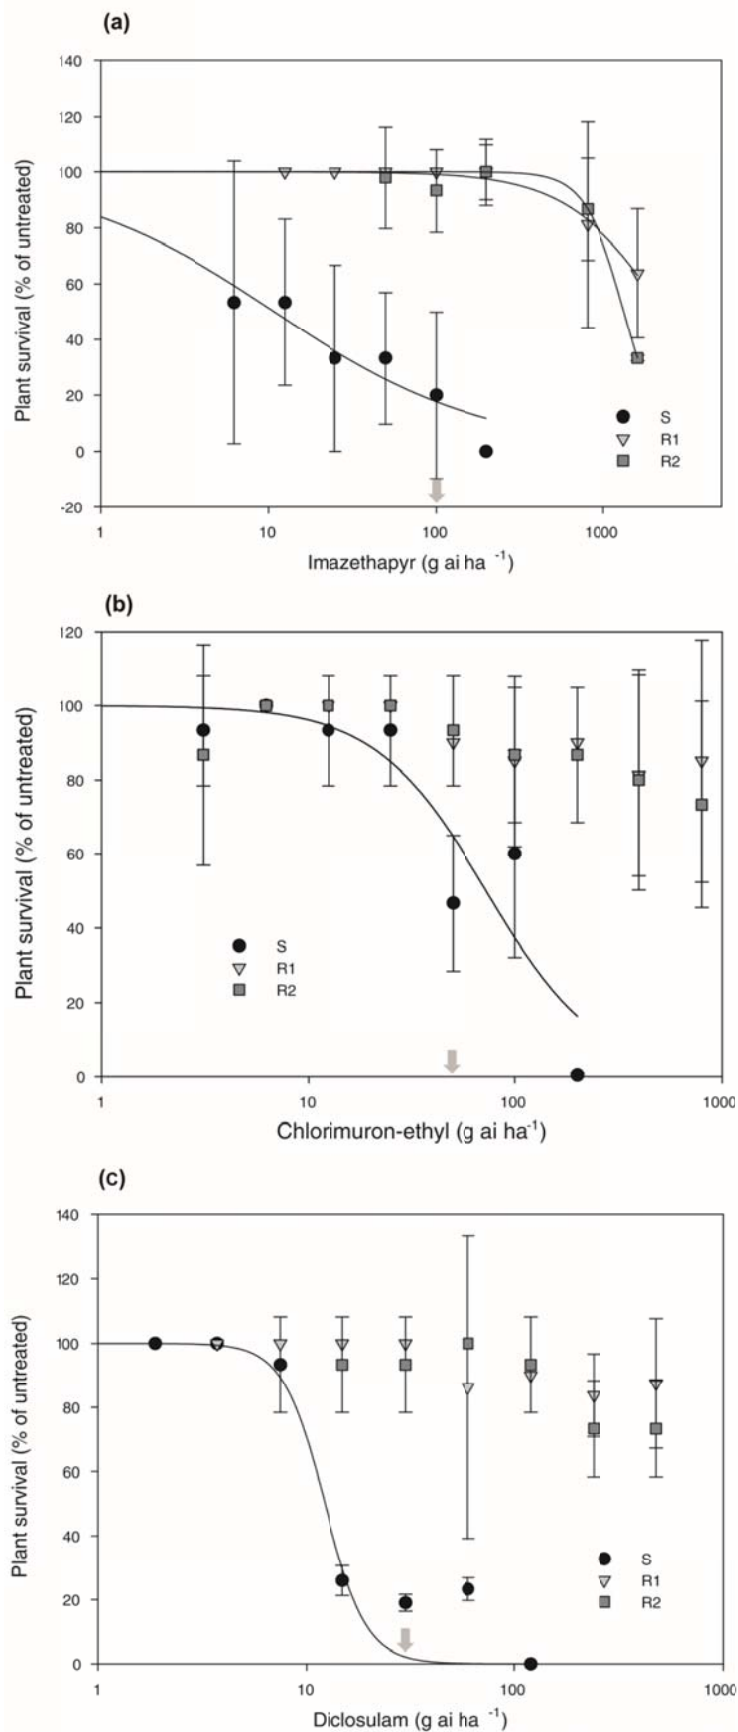 (a)
140
120
100
80
60
40
20
0
-20
Plant survival (% of untreated)
S
R1
R2
1 10 100 1000
Imazethapyr (g ai ha -1)
(b)
120
100
80
60
40
20
0
Plant survival (% of untreated)
S
R1
R2
1 10 100 1000
Chlorimuron-ethyl (g ai ha-1)
(c)
140
120
100
80
60
40
20
0
Plant survival (% of untreated)
S
R1
R2
1 10 100 1000
Diclosulam (g ai ha -1)